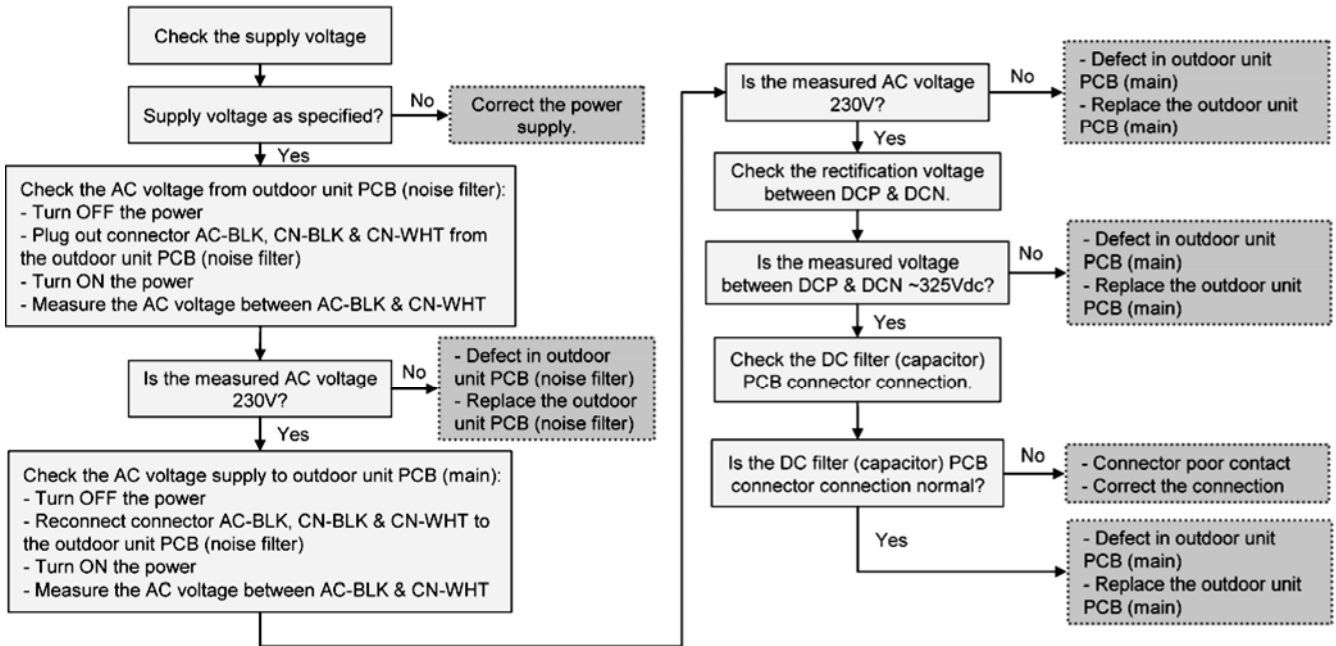 Check the supply voltage
Supply voltage as specified?
No
Correct the power
supply.
Yes
Check the AC voltage from outdoor unit PCB (noise filter):
- Turn OFF the power
- Plug out connector AC-BLK, CN-BLK & CN-WHT from
the outdoor unit PCB (noise filter)
- Turn ON the power
- Measure the AC voltage between AC-BLK & CN-WHT
Is the measured AC voltage
230V?
No
- Defect in outdoor
unit PCB (noise filter)
- Replace the outdoor
unit PCB (noise filter)
Yes
Check the AC voltage supply to outdoor unit PCB (main):
- Turn OFF the power
- Reconnect connector AC-BLK, CN-BLK & CN-WHT to
the outdoor unit PCB (noise filter)
- Turn ON the power
- Measure the AC voltage between AC-BLK & CN-WHT
Is the measured AC voltage
230V?
No
- Defect in outdoor unit
PCB (main)
- Replace the outdoor unit
PCB (main)
Yes
Check the rectification voltage
between DCP & DCN.
Is the measured voltage
between DCP & DCN ~325Vdc?
No
- Defect in outdoor unit
PCB (main)
- Replace the outdoor unit
PCB (main)
Yes
Check the DC filter (capacitor)
PCB connector connection.
Is the DC filter (capacitor) PCB
connector connection normal?
No
- Connector poor contact
- Correct the connection
Yes
- Defect in outdoor unit
PCB (main)
- Replace the outdoor unit
PCB (main)